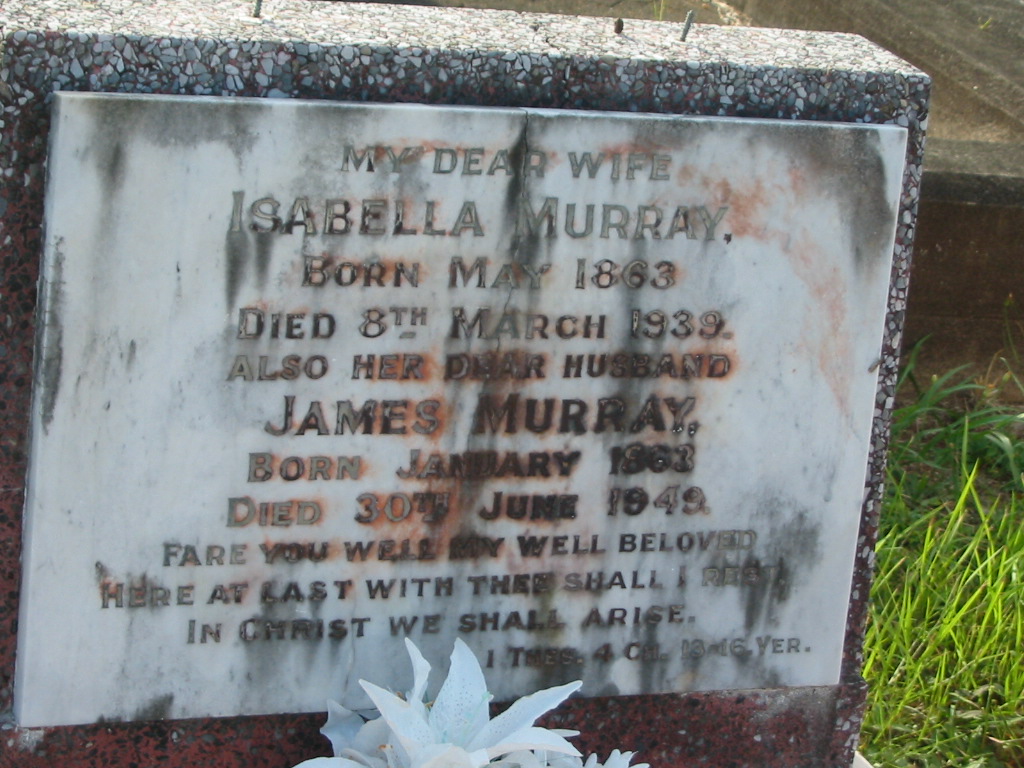 MY DEAR WIFE
ISABELLA MURRAY,
BORN MAY 1863
DIED 8TH MARCH 1939.
ALSO HER DEAR HUSBAND
JAMES MURRAY,
BORN JANUARY 1863
DIED 30TH JUNE 1949.
FARE YOU WELL MY WELL BELOVED
HERE AT LAST WITH THEE SHALL I REST
IN CHRIST WE SHALL ARISE.
1 THES. 4 CH. 13-16. VER.